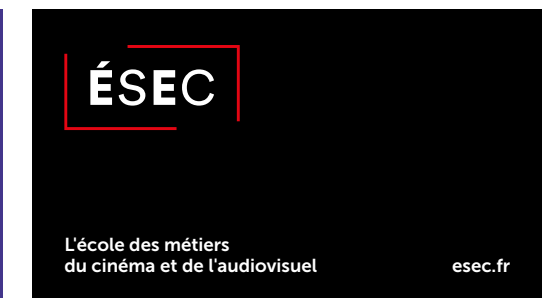 ÉSEC
L'école des métiers
du cinéma et de l'audiovisuel
esec.fr